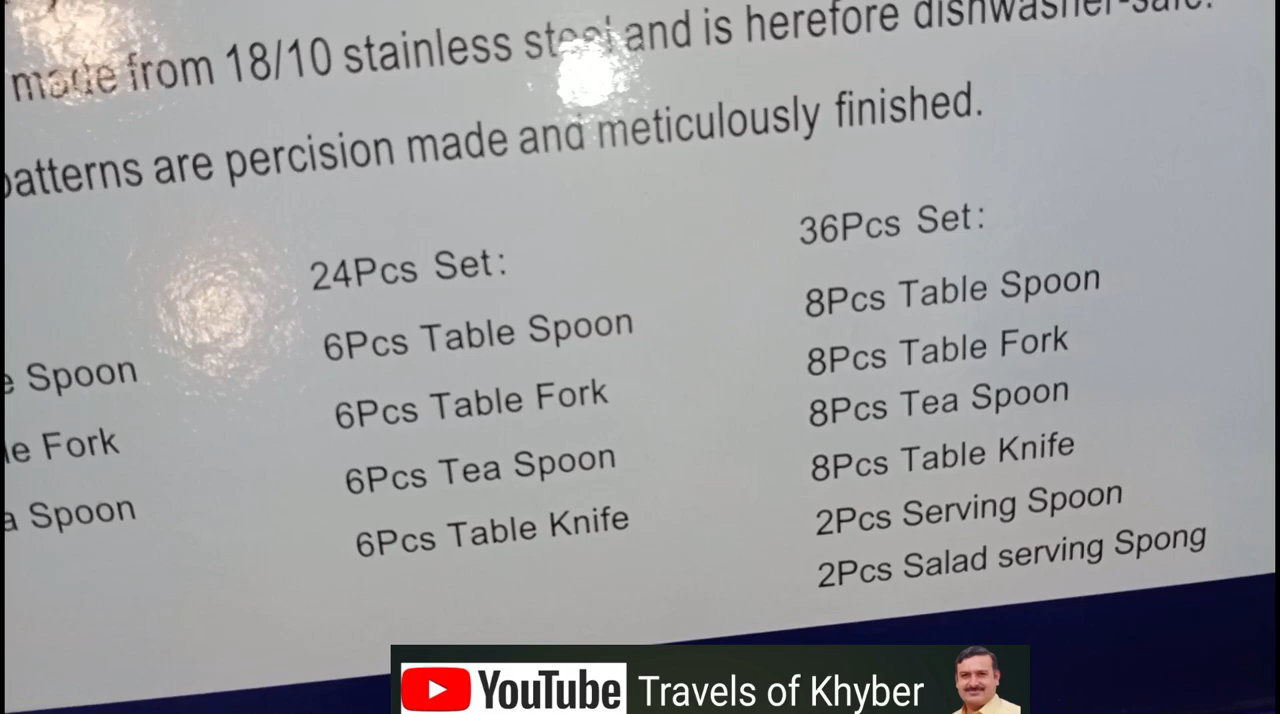 made from 18/10 stainless steel and is herefore dishwasher-safe.
patterns are percision made and meticulously finished.
Spoon
Fork
Spoon
24Pcs Set:
6Pcs Table Spoon
6Pcs Table Fork
6Pcs Tea Spoon
6Pcs Table Knife
36Pcs Set:
8Pcs Table Spoon
8Pcs Table Fork
8Pcs Tea Spoon
8Pcs Table Knife
2Pcs Serving Spoon
2Pcs Salad serving Spong
YouTube Travels of Khyber